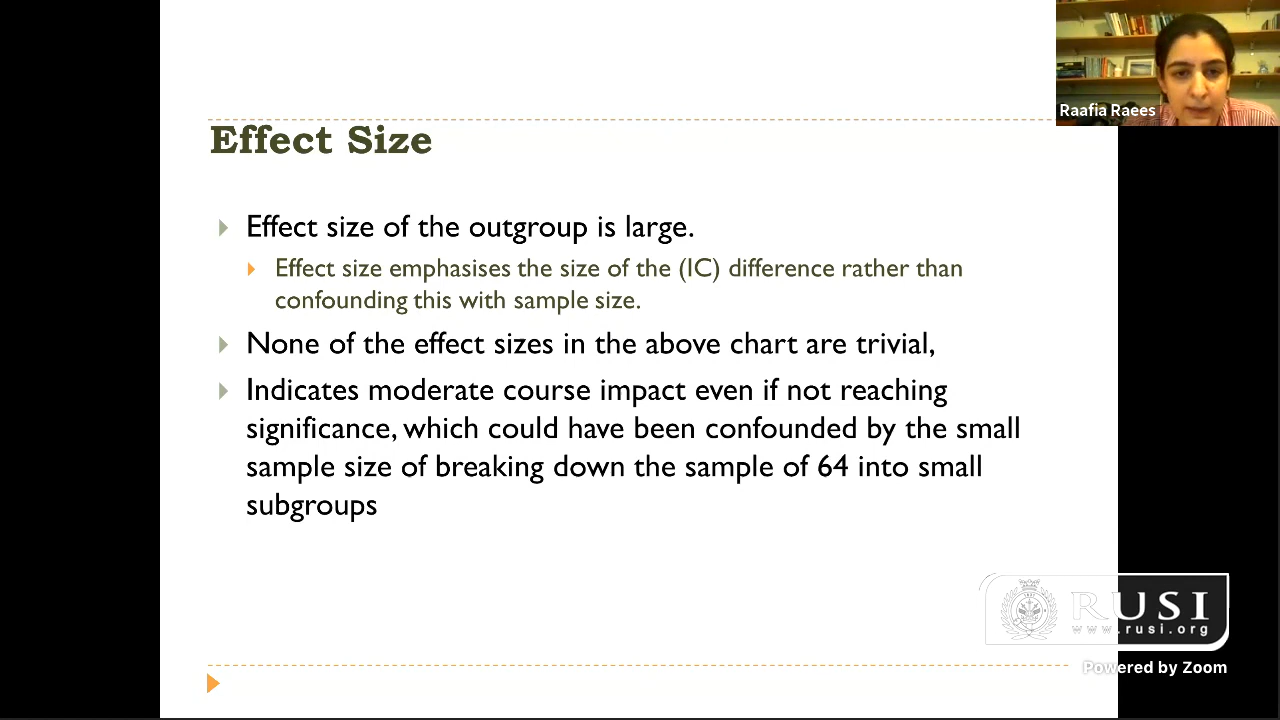 Raafia Raees
Effect Size
Effect size of the outgroup is large.
Effect size emphasises the size of the (IC) difference rather than
confounding this with sample size.
None of the effect sizes in the above chart are trivial,
Indicates moderate course impact even if not reaching
significance, which could have been confounded by the small
sample size of breaking down the sample of 64 into small
subgroups
RUSI
www.rusi.org
Powered by Zoom